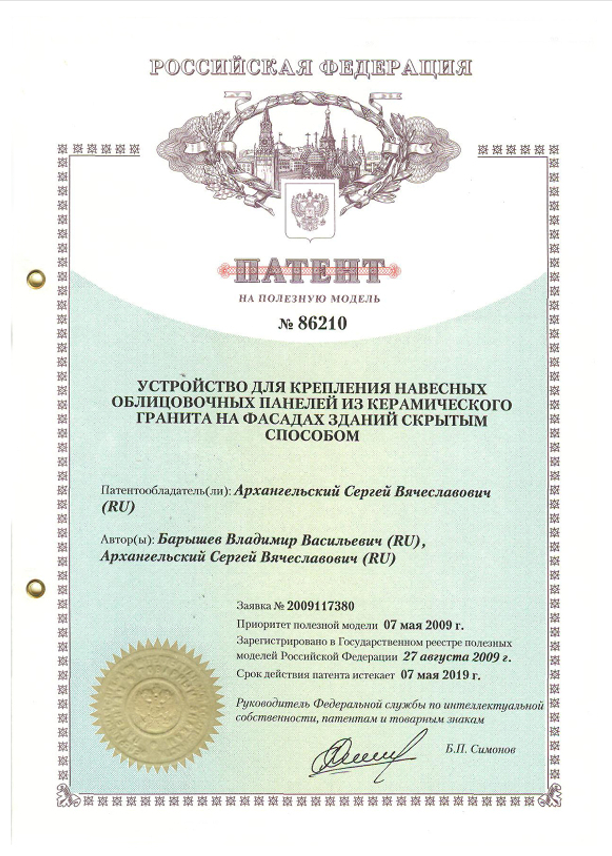 РОССИЙСКАЯ ФЕДЕРАЦИЯ
ПАТЕНТ
НА ПОЛЕЗНУЮ МОДЕЛЬ
№ 86210
УСТРОЙСТВО ДЛЯ КРЕПЛЕНИЯ НАВЕСНЫХ
ОБЛИЦОВОЧНЫХ ПАНЕЛЕЙ ИЗ КЕРАМИЧЕСКОГО
ГРАНИТА НА ФАСАДАХ ЗДАНИЙ СКРЫТЫМ
СПОСОБОМ
Патентообладатель(ли): Архангельский Сергей Вячеславович
(RU)
Автор(ы): Барышев Владимир Васильевич (RU),
Архангельский Сергей Вячеславович (RU)
Заявка № 2009117380
Приоритет полезной модели 07 мая 2009 г.
Зарегистрировано в Государственном реестре полезных
моделей Российской Федерации 27 августа 2009 г.
Срок действия патента истекает 07 мая 2019 г.
Руководитель Федеральной службы по интеллектуальной
собственности, патентам и товарным знакам
Б.П. Симонов